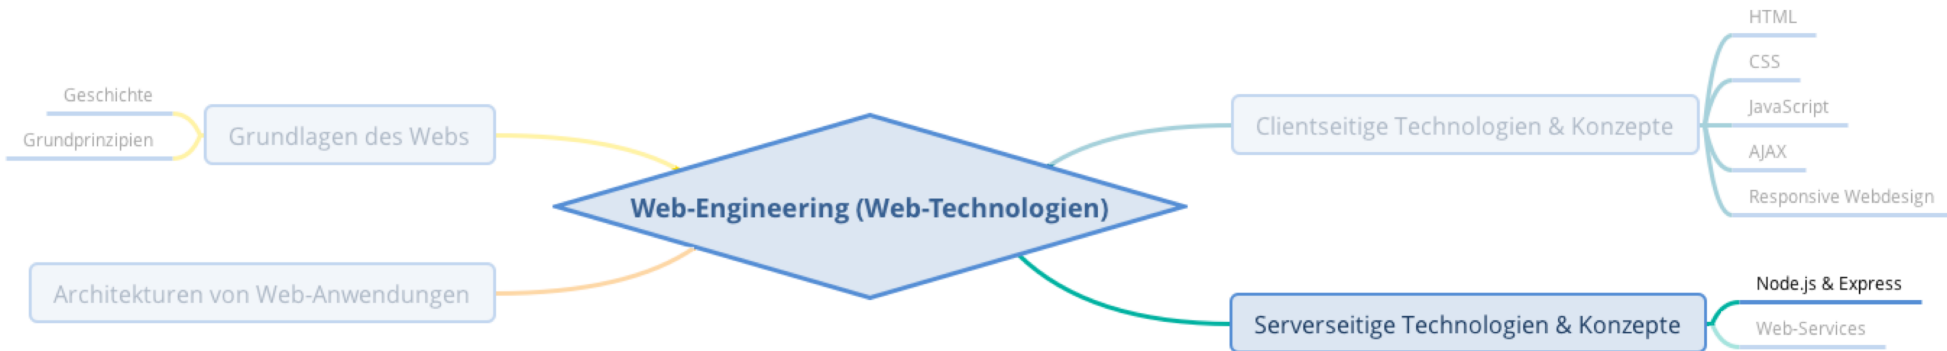 Geschichte
Grundprinzipien
Grundlagen des Webs
Architekturen von Web-Anwendungen
Web-Engineering (Web-Technologien)
Clientseitige Technologien & Konzepte
HTML
CSS
JavaScript
AJAX
Responsive Webdesign
Serverseitige Technologien & Konzepte
Node.js & Express
Web-Services